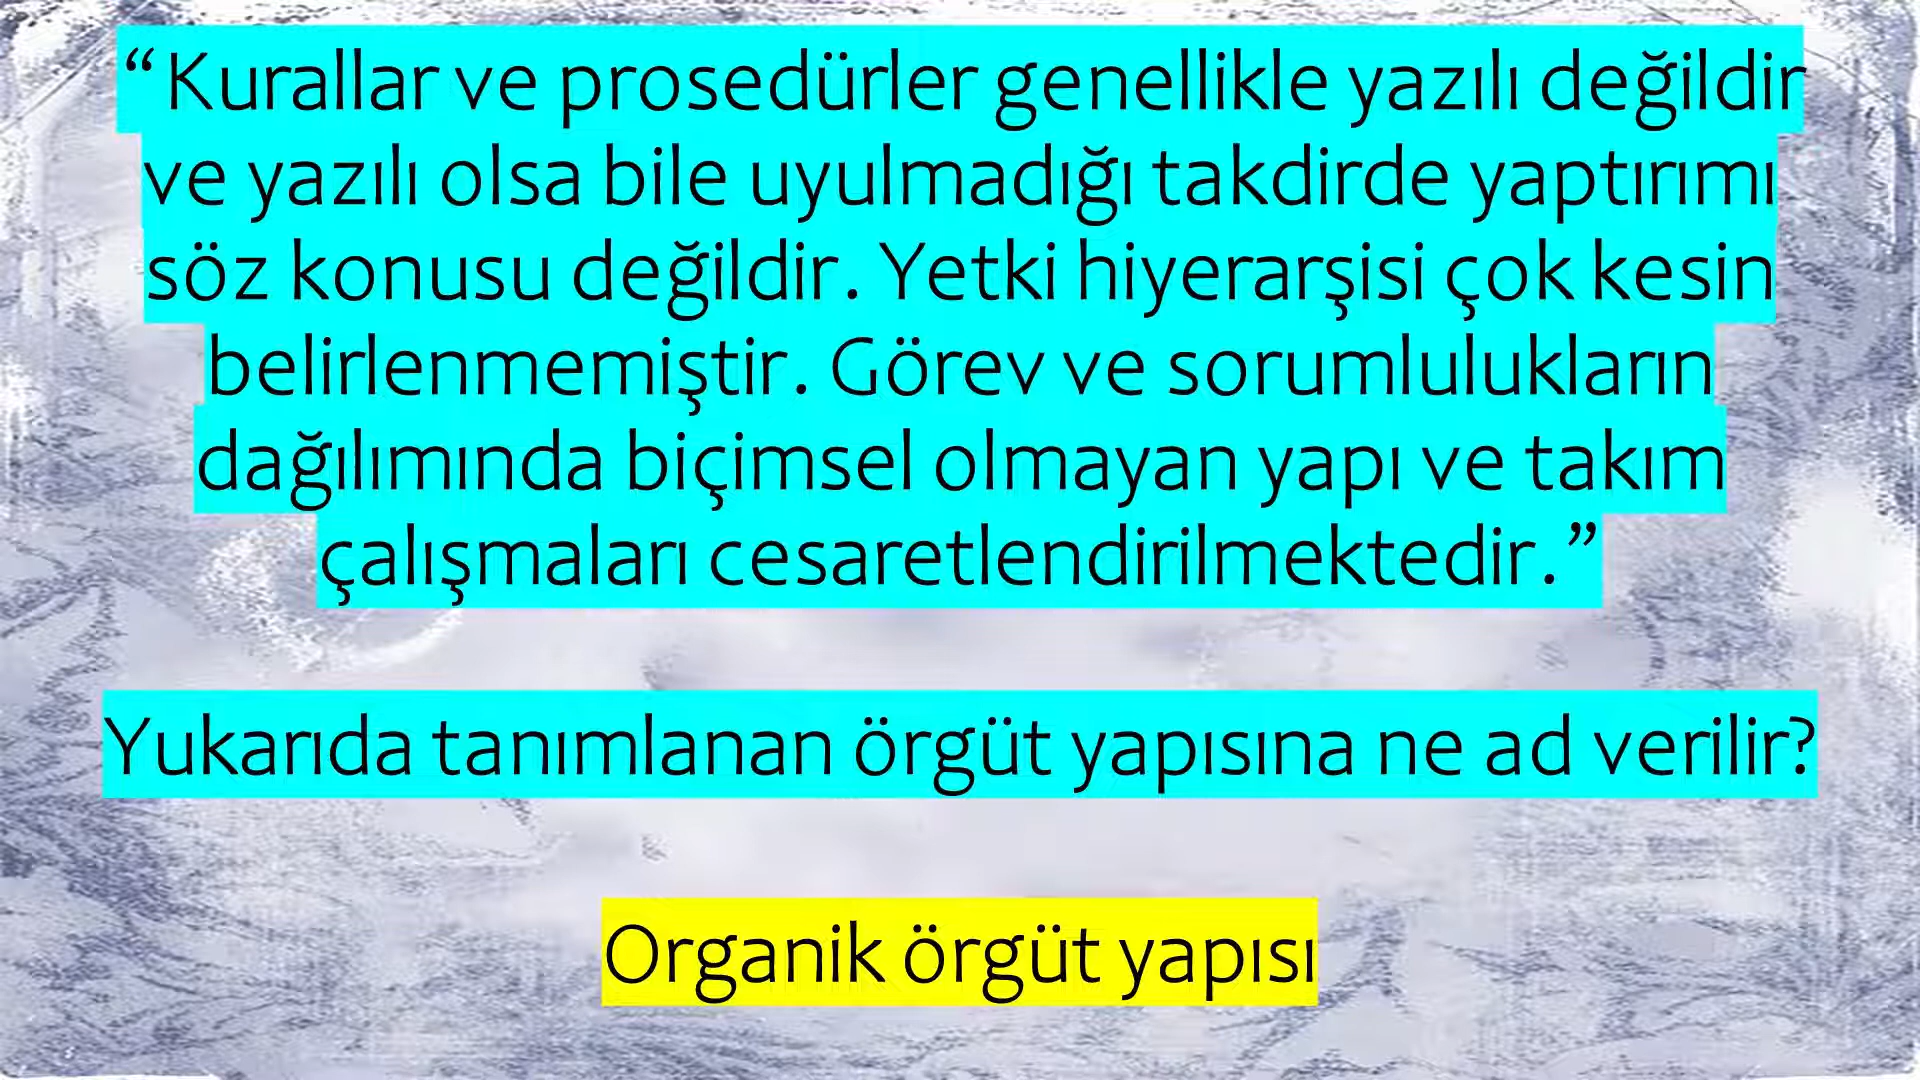 “Kurallar ve prosedürler genellikle yazılı değildir
ve yazılı olsa bile uyulmadığı takdirde yaptırımı
söz konusu değildir. Yetki hiyerarşisi çok kesin
belirlenmemiştir. Görev ve sorumlulukların
dağılımında biçimsel olmayan yapı ve takım
çalışmaları cesaretlendirilmektedir.”
Yukarıda tanımlanan örgüt yapısına ne ad verilir?
Organik örgüt yapısı